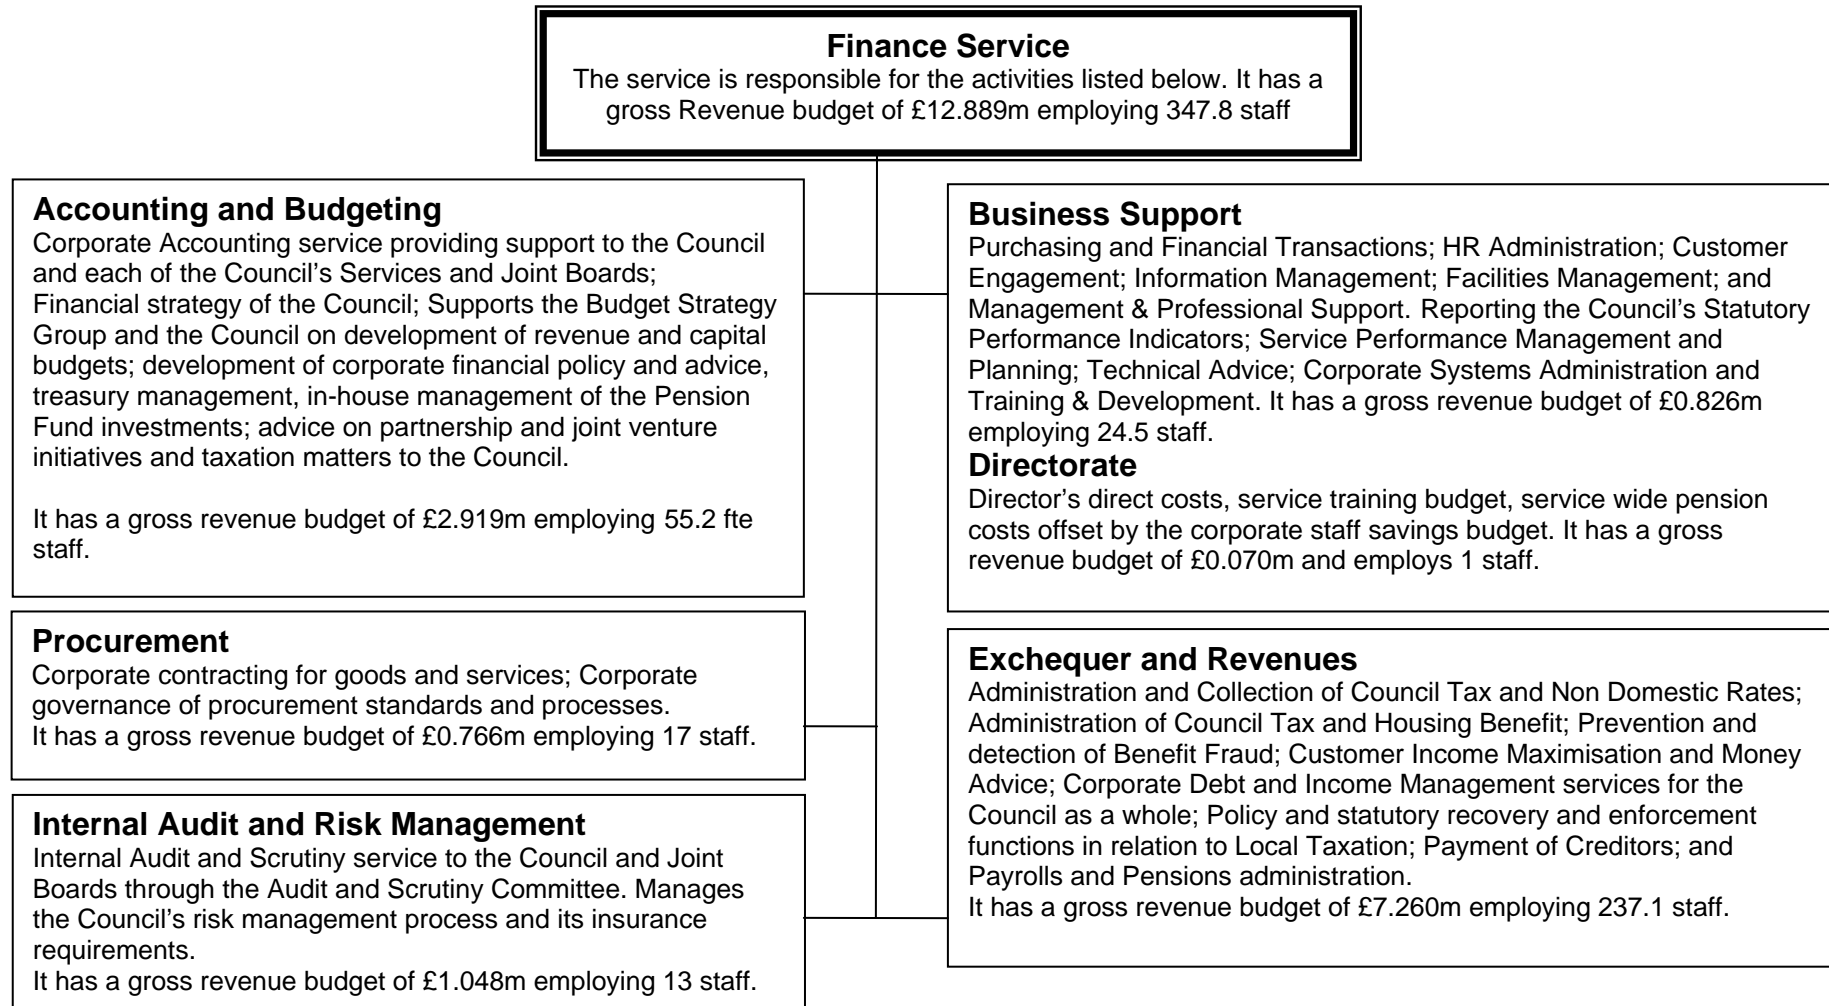 Finance Service
The service is responsible for the activities listed below. It has a
gross Revenue budget of £12.889m employing 347.8 staff
Accounting and Budgeting
Corporate Accounting service providing support to the Council
and each of the Council’s Services and Joint Boards;
Financial strategy of the Council; Supports the Budget Strategy
Group and the Council on development of revenue and capital
budgets; development of corporate financial policy and advice,
treasury management, in-house management of the Pension
Fund investments; advice on partnership and joint venture
initiatives and taxation matters to the Council.
It has a gross revenue budget of £2.919m employing 55.2 fte
staff.
Business Support
Purchasing and Financial Transactions; HR Administration; Customer
Engagement; Information Management; Facilities Management; and
Management & Professional Support. Reporting the Council’s Statutory
Performance Indicators; Service Performance Management and
Planning; Technical Advice; Corporate Systems Administration and
Training & Development. It has a gross revenue budget of £0.826m
employing 24.5 staff.
Directorate
Director’s direct costs, service training budget, service wide pension
costs offset by the corporate staff savings budget. It has a gross
revenue budget of £0.070m and employs 1 staff.
Procurement
Corporate contracting for goods and services; Corporate
governance of procurement standards and processes.
It has a gross revenue budget of £0.766m employing 17 staff.
Exchequer and Revenues
Administration and Collection of Council Tax and Non Domestic Rates;
Administration of Council Tax and Housing Benefit; Prevention and
detection of Benefit Fraud; Customer Income Maximisation and Money
Advice; Corporate Debt and Income Management services for the
Council as a whole; Policy and statutory recovery and enforcement
functions in relation to Local Taxation; Payment of Creditors; and
Payrolls and Pensions administration.
It has a gross revenue budget of £7.260m employing 237.1 staff.
Internal Audit and Risk Management
Internal Audit and Scrutiny service to the Council and Joint
Boards through the Audit and Scrutiny Committee. Manages
the Council’s risk management process and its insurance
requirements.
It has a gross revenue budget of £1.048m employing 13 staff.